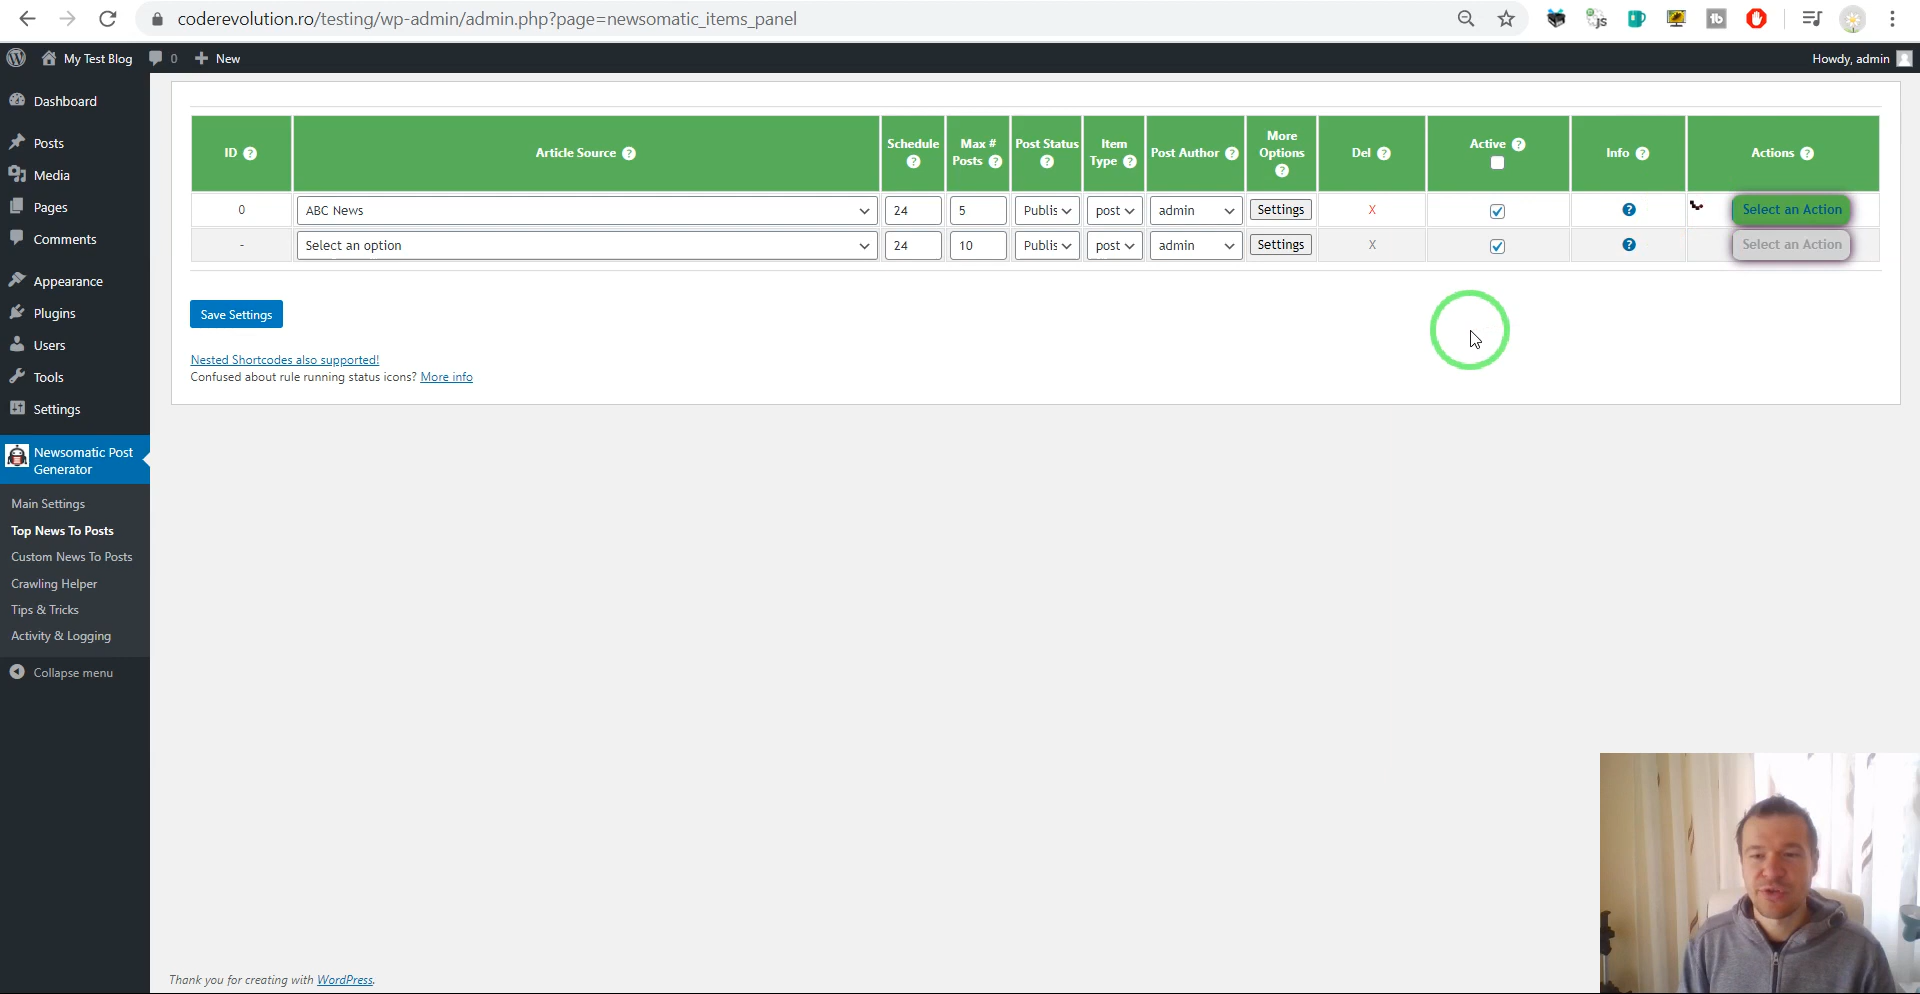 coderevolution.ro/testing/wp-admin/admin.php?page=newsomatic_items_panel
My Test Blog 0 New Howdy, admin
Dashboard
Posts
Media
Pages
Comments
Appearance
Plugins
Users
Tools
Settings
Newsomatic Post
Generator
Main Settings
Top News To Posts
Custom News To Posts
Crawling Helper
Tips & Tricks
Activity & Logging
Collapse menu
ID Article Source Schedule Max # Posts Post Status Item Type Post Author More Options Del Active Info Actions
0 ABC News 24 5 Publis post admin Settings X Select an Action
- Select an option 24 10 Publis post admin Settings X Select an Action
Save Settings
Nested Shortcodes also supported!
Confused about rule running status icons? More info
Thank you for creating with WordPress.